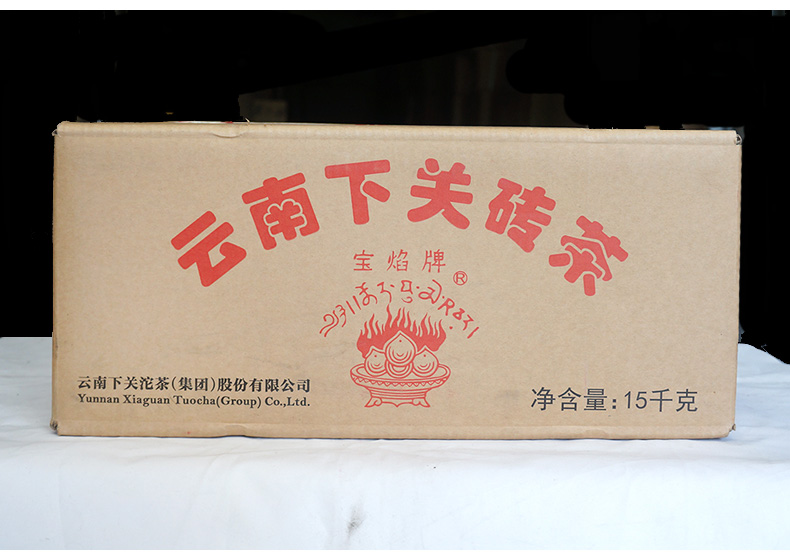 云南下关砖茶
宝焰牌
®
云南下关沱茶(集团)股份有限公司
Yunnan Xiaguan Tuocha(Group) Co.,Ltd.
净含量:15千克